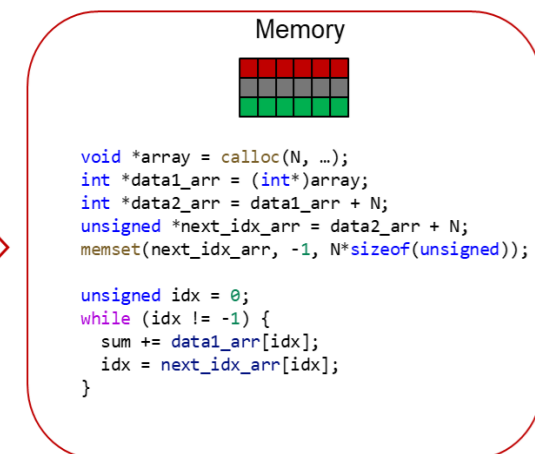 Memory
void *array = calloc(N, …);
int *data1_arr = (int*)array;
int *data2_arr = data1_arr + N;
unsigned *next_idx_arr = data2_arr + N;
memset(next_idx_arr, -1, N*sizeof(unsigned));
unsigned idx = 0;
while (idx != -1) {
  sum += data1_arr[idx];
  idx = next_idx_arr[idx];
}